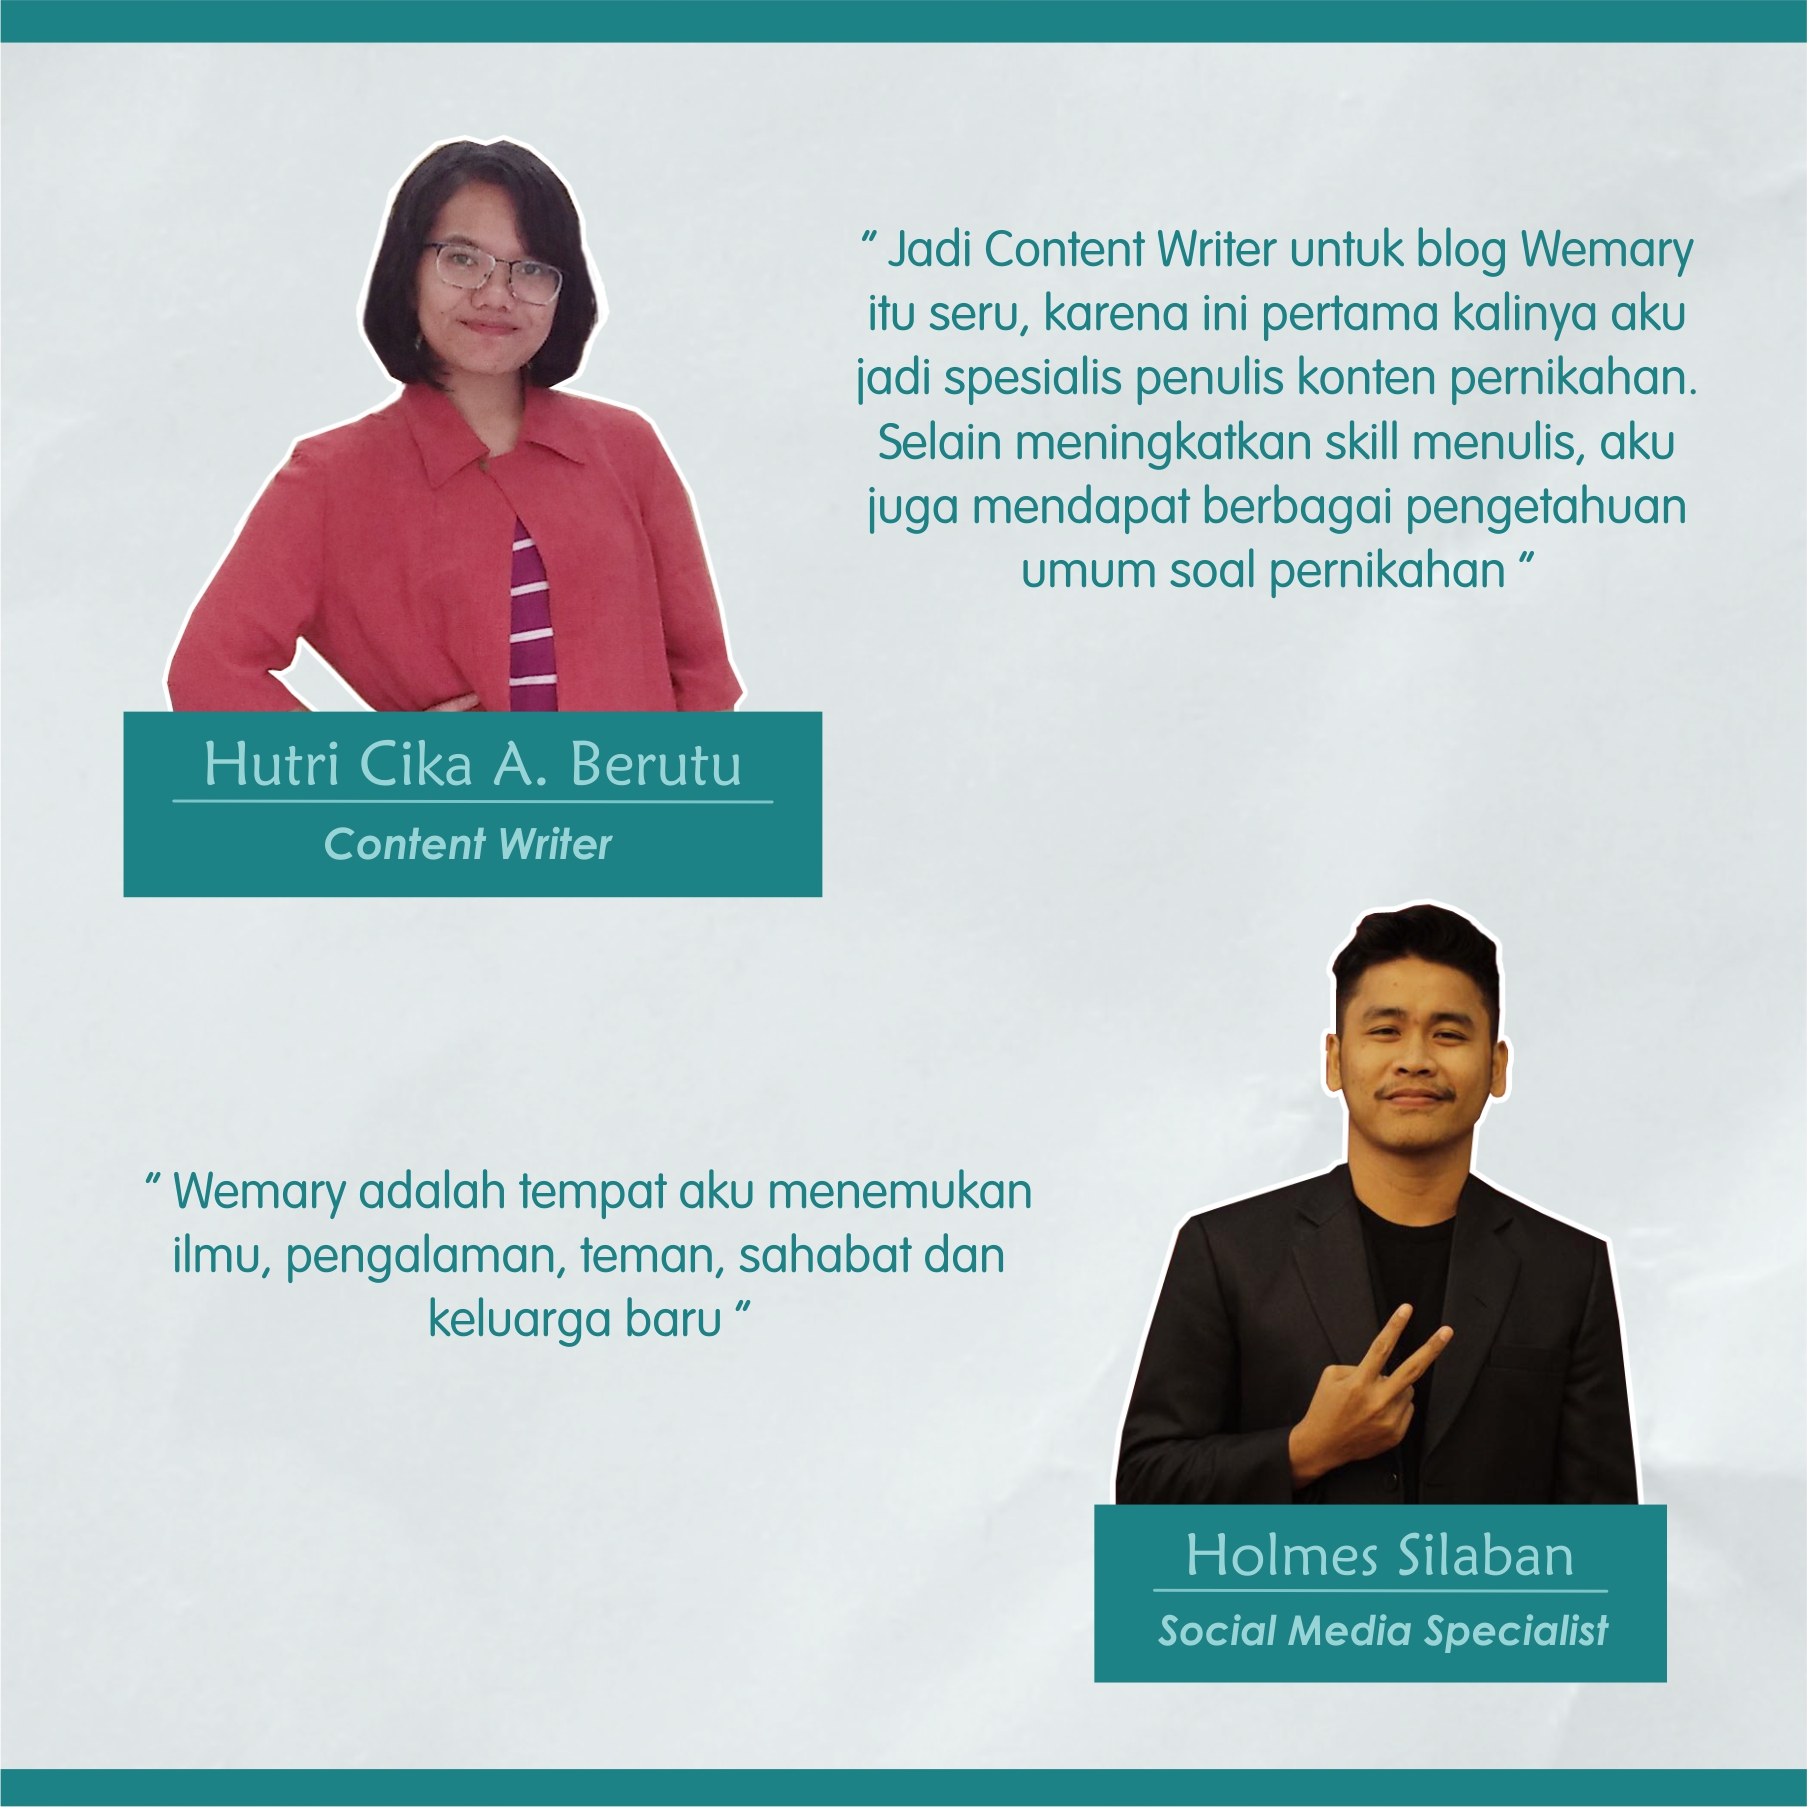 “ Jadi Content Writer untuk blog Wemary
itu seru, karena ini pertama kalinya aku
jadi spesialis penulis konten pernikahan.
Selain meningkatkan skill menulis, aku
juga mendapat berbagai pengetahuan
umum soal pernikahan “
Hutri Cika A. Berutu
Content Writer
“ Wemary adalah tempat aku menemukan
ilmu, pengalaman, teman, sahabat dan
keluarga baru “
Holmes Silaban
Social Media Specialist